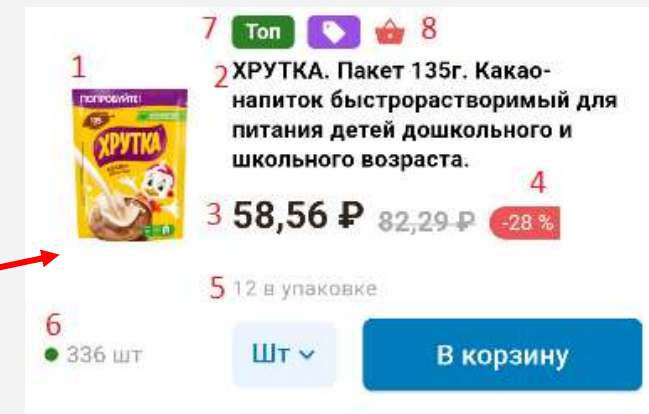 7 Топ 8
1
2 ХРУТКА. Пакет 135г. Какао-
напиток быстрорастворимый для
питания детей дошкольного и
школьного возраста.
ПОПРОБУЙТЕ!
ХРУТКА
4
3 58,56 ₽ 82,29 ₽ -28 %
5 12 в упаковке
6
336 шт
Шт
В корзину